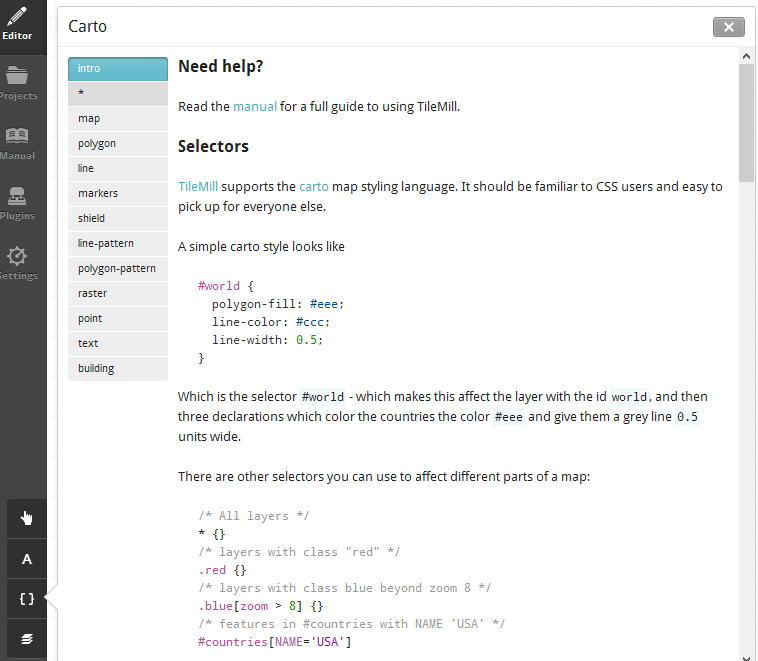 Carto
Editor
Projects
Manual
Plugins
Settings
intro
*
map
polygon
line
markers
shield
line-pattern
polygon-pattern
raster
point
text
building
Need help?
Read the manual for a full guide to using TileMill.
Selectors
TileMill supports the carto map styling language. It should be familiar to CSS users and easy to
pick up for everyone else.
A simple carto style looks like
#world {
  polygon-fill: #eee;
  line-color: #ccc;
  line-width: 0.5;
}
Which is the selector #world - which makes this affect the layer with the id world, and then
three declarations which color the countries the color #eee and give them a grey line 0.5
units wide.
There are other selectors you can use to affect different parts of a map:
/* All layers */
* {}
/* layers with class "red" */
.red {}
/* layers with class blue beyond zoom 8 */
.blue[zoom > 8] {}
/* features in #countries with NAME 'USA' */
#countries[NAME='USA']
A
{ }